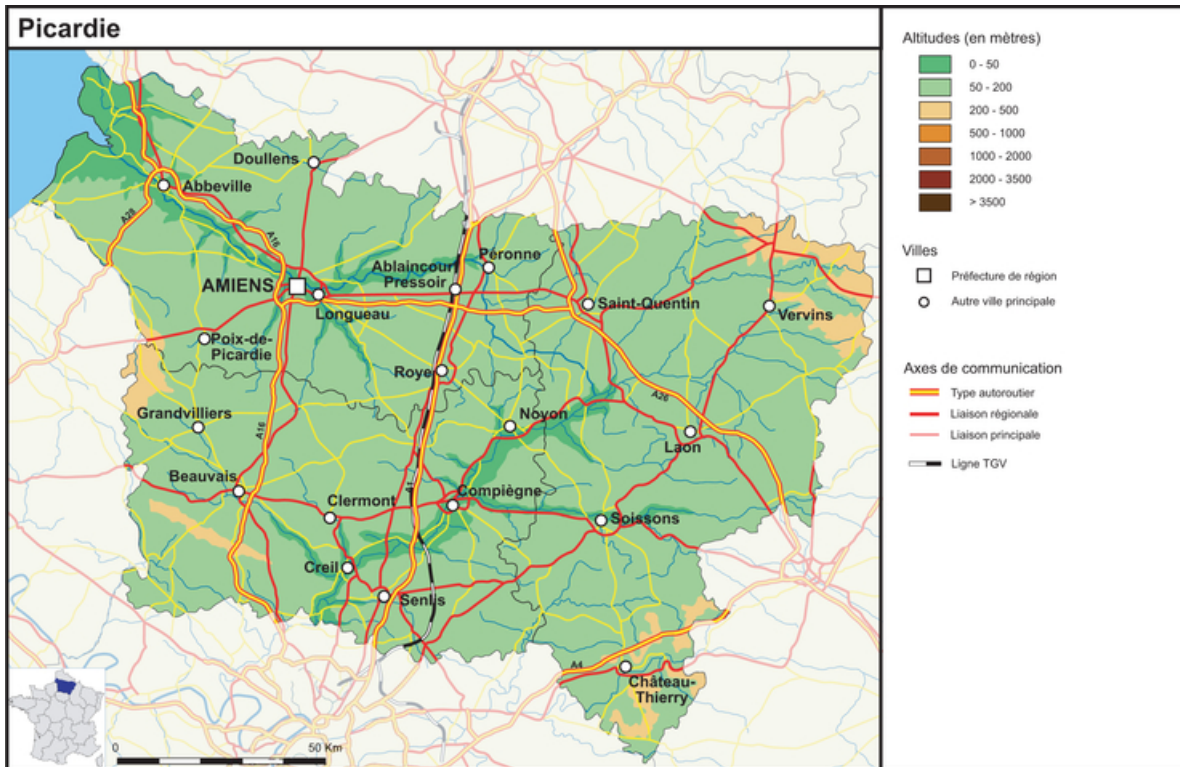 Picardie
Altitudes (en mètres)
0 - 50
50 - 200
200 - 500
500 - 1000
1000 - 2000
2000 - 3500
> 3500
Villes
Préfecture de région
Autre ville principale
Axes de communication
Type autoroutier
Liaison régionale
Liaison principale
Ligne TGV
Doullens
Abbeville
A28
A16
Péronne
Ablaincour
Pressoir
AMIENS
Longueau
Saint-Quentin
Vervins
Poix-de-
Picardie
Roye
Grandvilliers
A16
Noyon
A26
Laon
Beauvais
Clermont
A1
Compiègne
Soissons
Creil
Senlis
A4
Château-
Thierry
0
50 Km